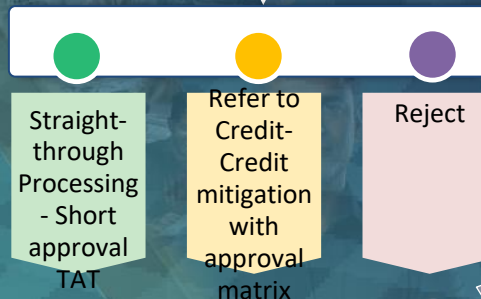 Straight-
through
Processing
- Short
approval
TAT
Refer to
Credit-
Credit
mitigation
with
approval
matrix
Reject